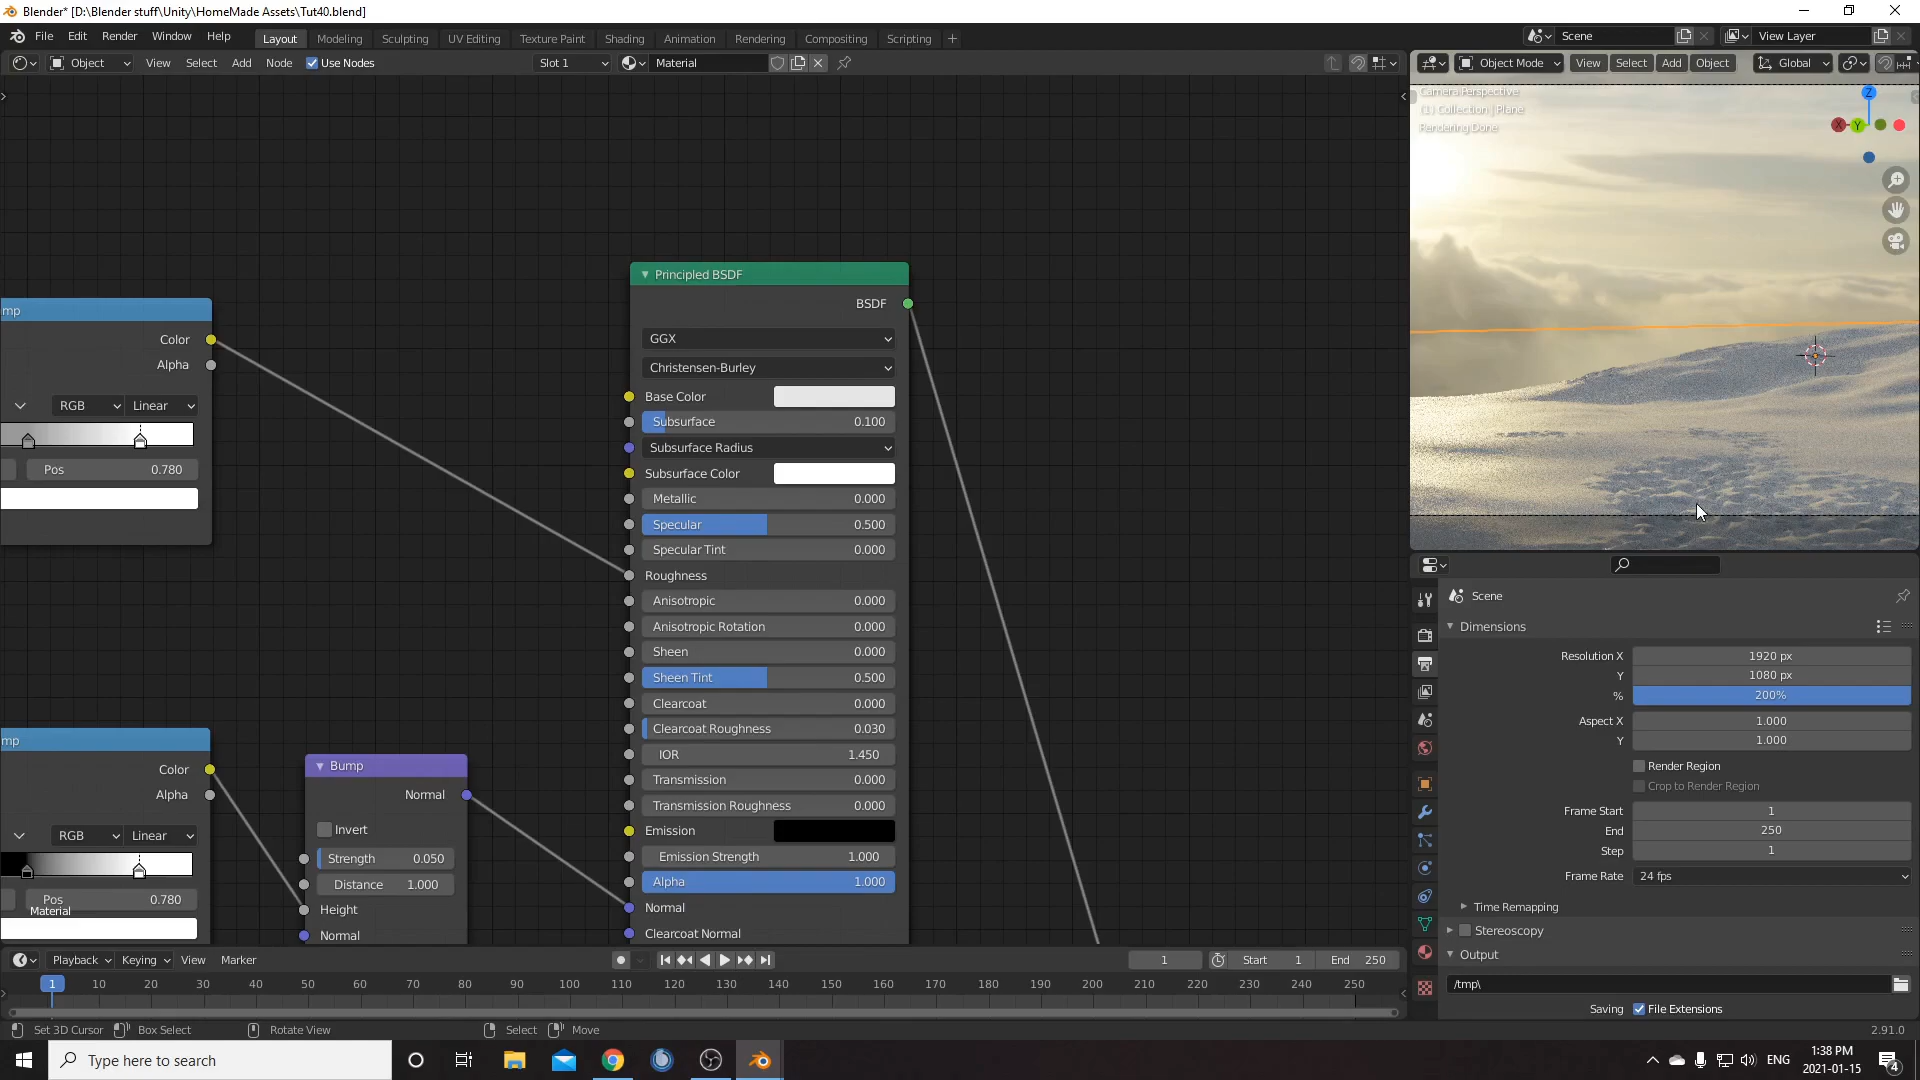 Blender* [D:\Blender stuff\Unity\HomeMade Assets\Tut40.blend]
File Edit Render Window Help Layout Modeling Sculpting UV Editing Texture Paint Shading Animation Rendering Compositing Scripting Scene View Layer
Object View Select Add Node Use Nodes Slot 1 Material
Object Mode View Select Add Object Global
Camera Perspective
(1) Collection | Plane
Rendering Done
Z
X Y
Principled BSDF
BSDF
GGX
Christensen-Burley
Base Color
Subsurface 0.100
Subsurface Radius
Subsurface Color
Metallic 0.000
Specular 0.500
Specular Tint 0.000
Roughness
Anisotropic 0.000
Anisotropic Rotation 0.000
Sheen 0.000
Sheen Tint 0.500
Clearcoat 0.000
Clearcoat Roughness 0.030
IOR 1.450
Transmission 0.000
Transmission Roughness 0.000
Emission
Emission Strength 1.000
Alpha 1.000
Normal
Clearcoat Normal
mp
Color
Alpha
RGB Linear
Pos 0.780
mp
Color
Alpha
RGB Linear
Pos 0.780
Material
Bump
Normal
Invert
Strength 0.050
Distance 1.000
Height
Normal
Scene
Dimensions
Resolution X 1920 px
Y 1080 px
% 200%
Aspect X 1.000
Y 1.000
Render Region
Crop to Render Region
Frame Start 1
End 250
Step 1
Frame Rate 24 fps
Time Remapping
Stereoscopy
Output
/tmp\
Saving File Extensions
Playback Keying View Marker 1 Start 1 End 250
1 10 20 30 40 50 60 70 80 90 100 110 120 130 140 150 160 170 180 190 200 210 220 230 240 250
Set 3D Cursor Box Select Rotate View Select Move 2.91.0
Type here to search
ENG
1:38 PM
2021-01-15
4